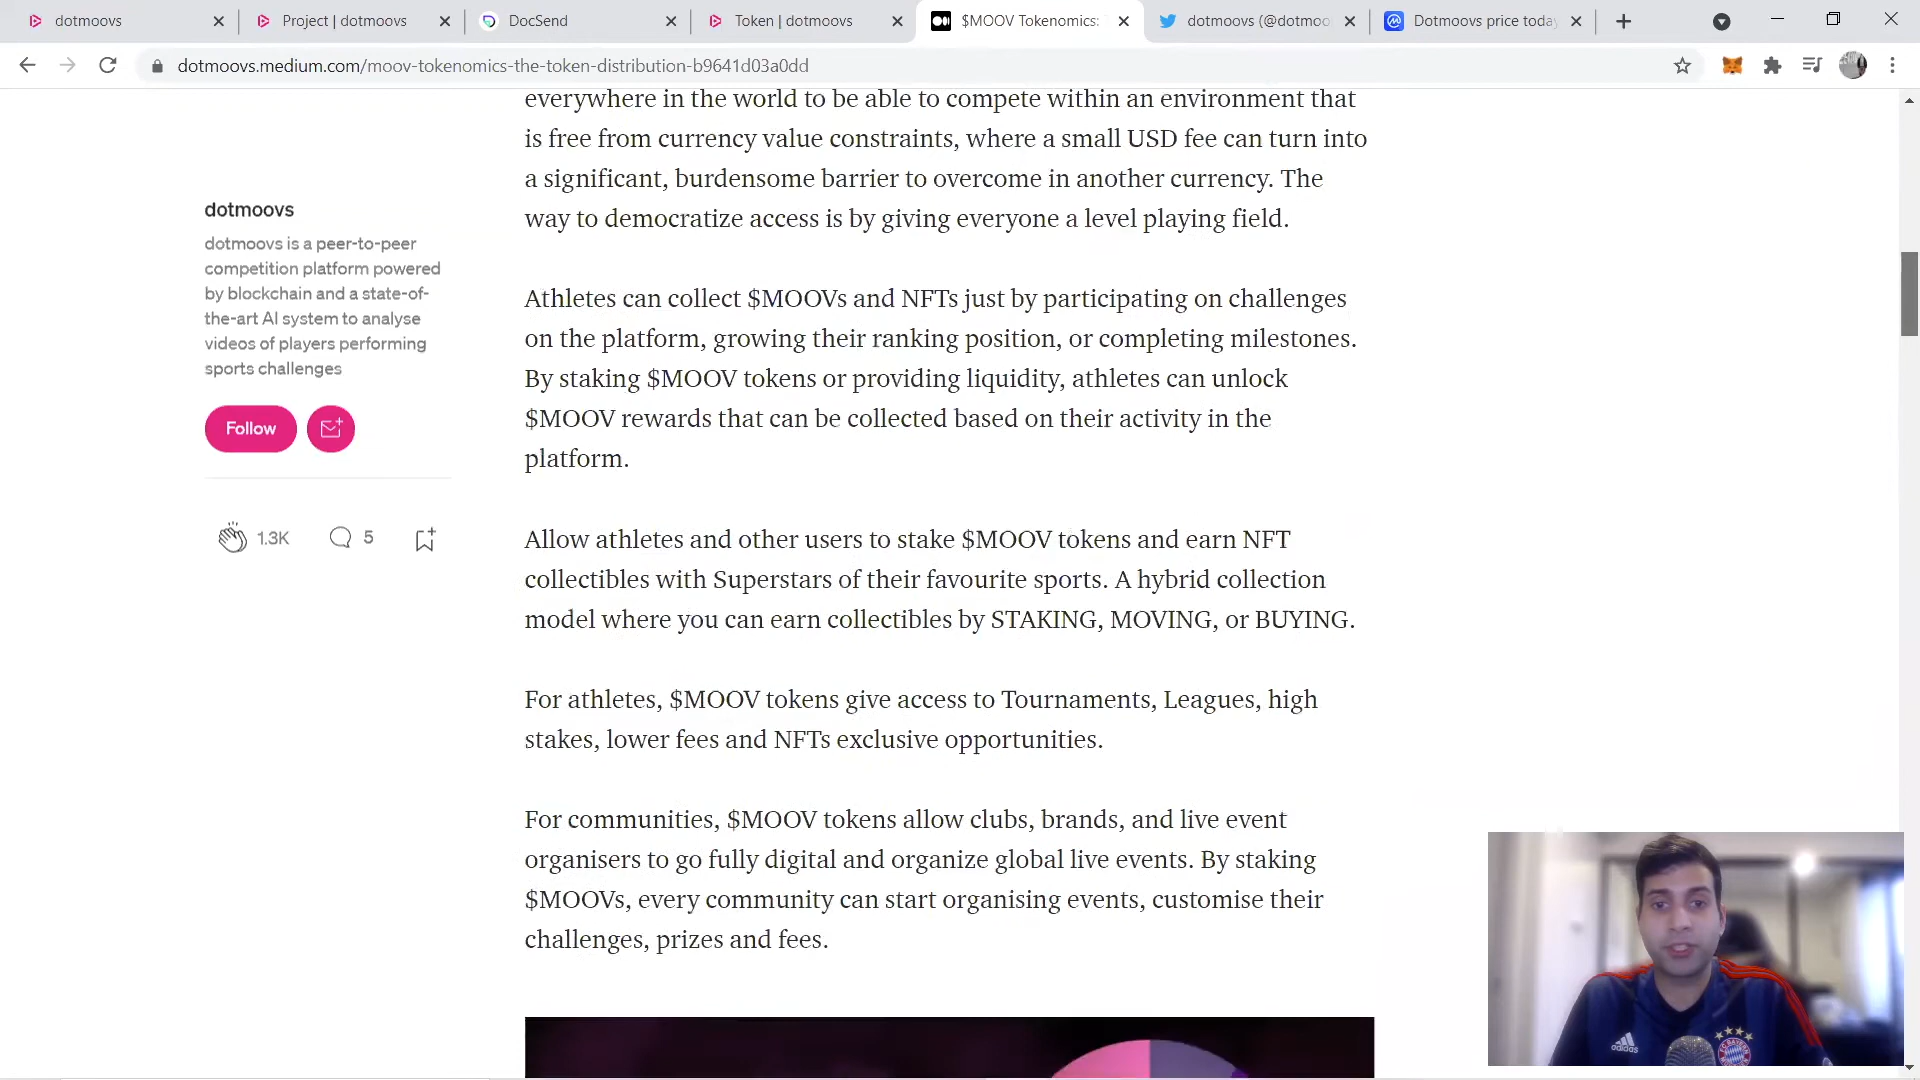 dotmoovs
Project | dotmoovs
DocSend
Token | dotmoovs
$MOOV Tokenomics:
dotmoovs (@dotmoo
Dotmoovs price today
dotmoovs.medium.com/moov-tokenomics-the-token-distribution-b9641d03a0dd
everywhere in the world to be able to compete within an environment that
is free from currency value constraints, where a small USD fee can turn into
a significant, burdensome barrier to overcome in another currency. The
way to democratize access is by giving everyone a level playing field.
dotmoovs
dotmoovs is a peer-to-peer
competition platform powered
by blockchain and a state-of-
the-art AI system to analyse
videos of players performing
sports challenges
Follow
1.3K
5
Athletes can collect $MOOVs and NFTs just by participating on challenges
on the platform, growing their ranking position, or completing milestones.
By staking $MOOV tokens or providing liquidity, athletes can unlock
$MOOV rewards that can be collected based on their activity in the
platform.
Allow athletes and other users to stake $MOOV tokens and earn NFT
collectibles with Superstars of their favourite sports. A hybrid collection
model where you can earn collectibles by STAKING, MOVING, or BUYING.
For athletes, $MOOV tokens give access to Tournaments, Leagues, high
stakes, lower fees and NFTs exclusive opportunities.
For communities, $MOOV tokens allow clubs, brands, and live event
organisers to go fully digital and organize global live events. By staking
$MOOVs, every community can start organising events, customise their
challenges, prizes and fees.
adidas